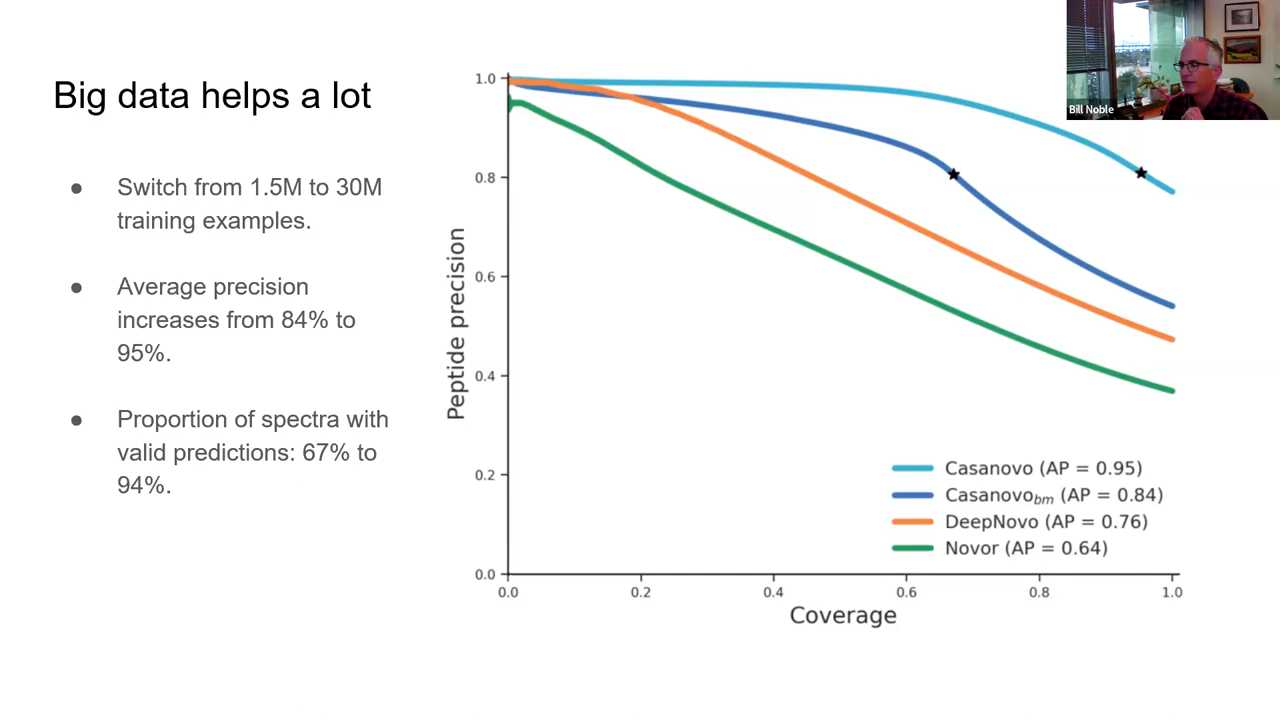 Big data helps a lot
● Switch from 1.5M to 30M
training examples.
● Average precision
increases from 84% to
95%.
● Proportion of spectra with
valid predictions: 67% to
94%.
1.0
0.8
0.6
0.4
0.2
0.0
Peptide precision
0.0 0.2 0.4 0.6 0.8 1.0
Coverage
Casanovo (AP = 0.95)
Casanovobm (AP = 0.84)
DeepNovo (AP = 0.76)
Novor (AP = 0.64)
Bill Noble